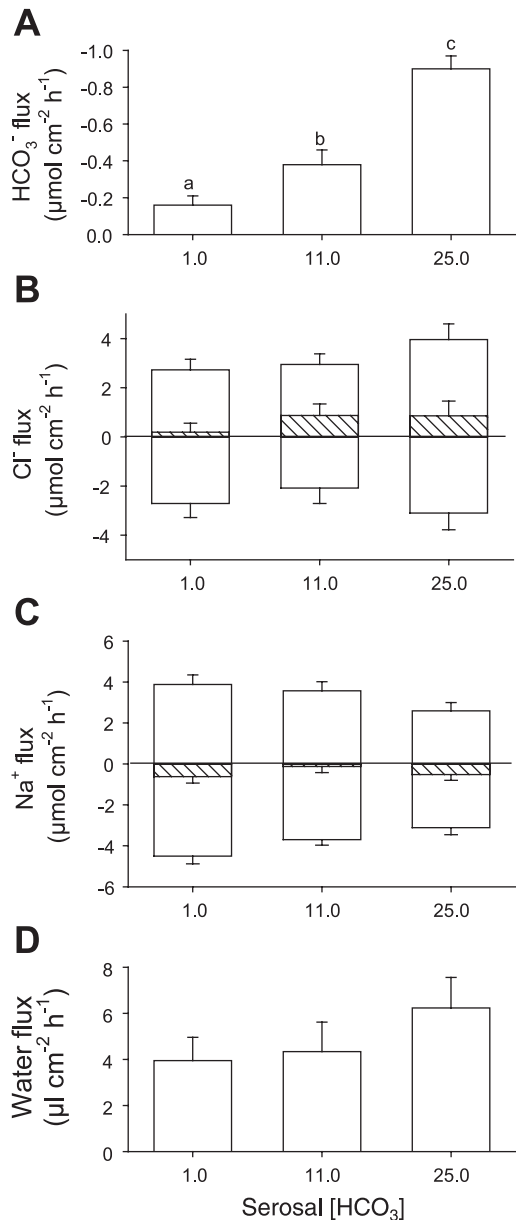 A
HCO₃⁻ flux
(µmol cm⁻² h⁻¹)
-1.0
-0.8
-0.6
-0.4
-0.2
0.0
a
b
c
1.0 11.0 25.0
B
Cl⁻ flux
(µmol cm⁻² h⁻¹)
4
2
0
-2
-4
1.0 11.0 25.0
C
Na⁺ flux
(µmol cm⁻² h⁻¹)
6
4
2
0
-2
-4
-6
1.0 11.0 25.0
D
Water flux
(µl cm⁻² h⁻¹)
8
6
4
2
0
1.0 11.0 25.0
Serosal [HCO₃]